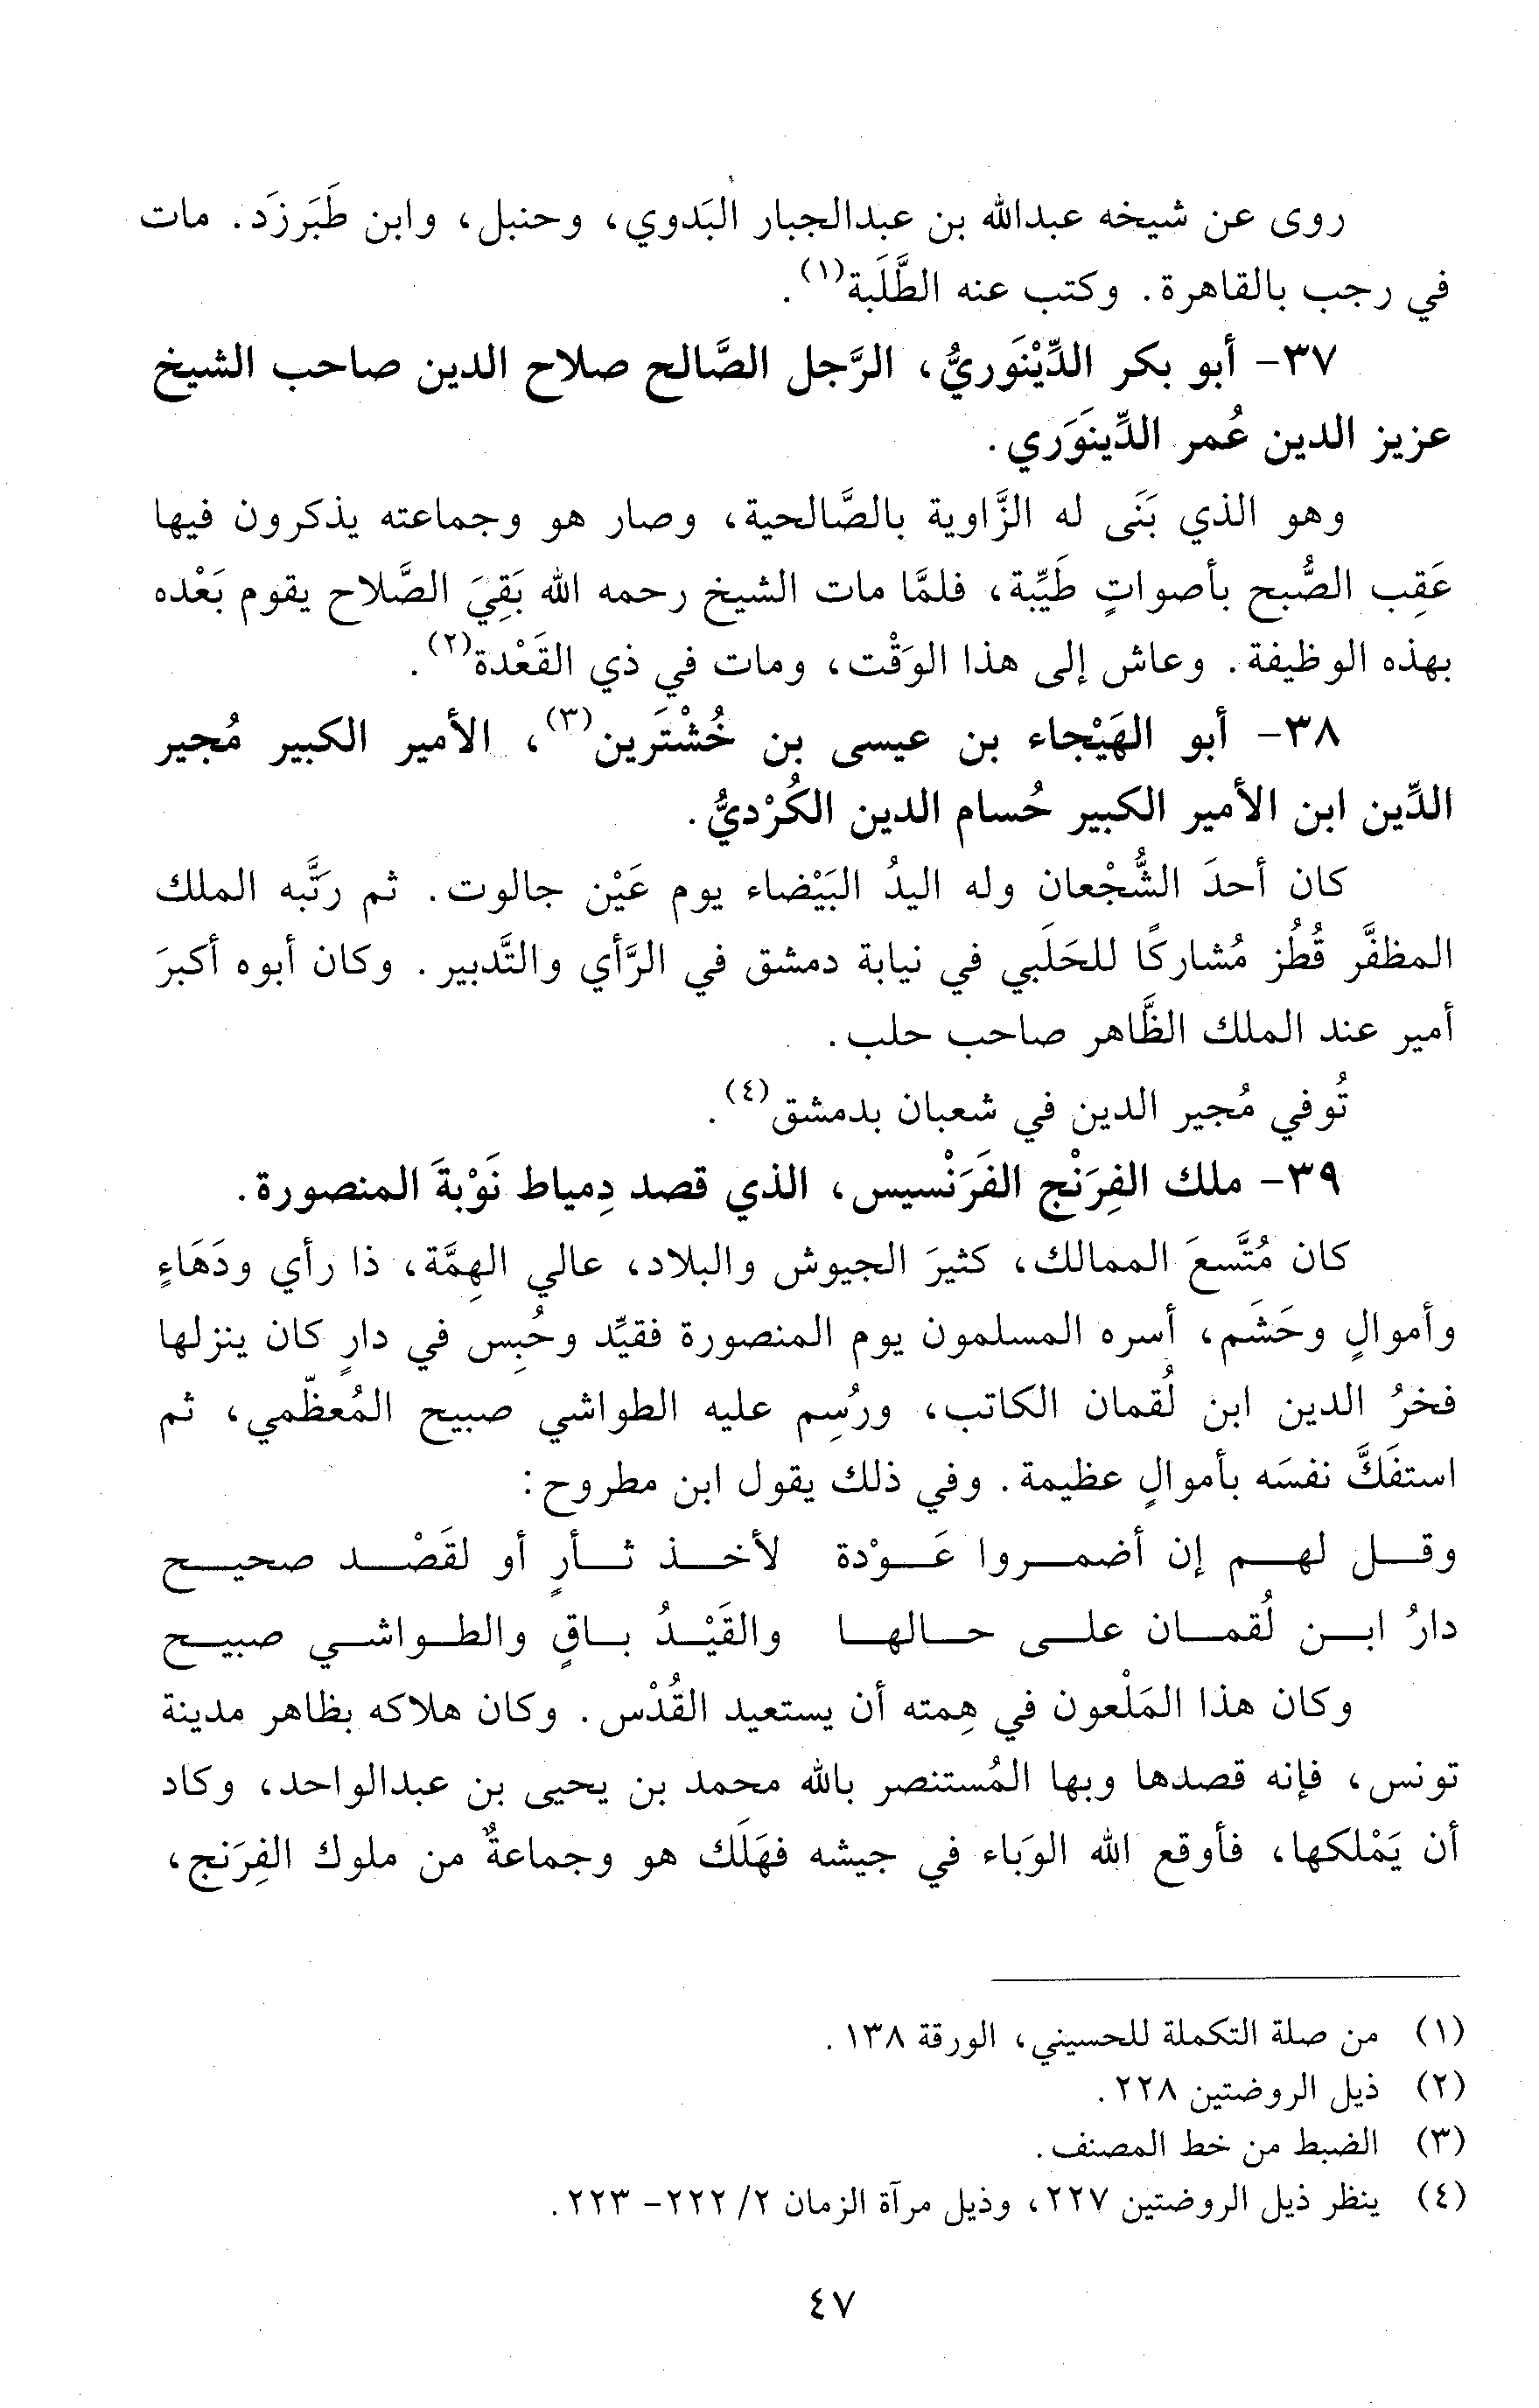 روى عن شيخه عبدالله بن عبدالجبار البَدوي، وحنبل، وابن طَبَرزَد. مات
في رجب بالقاهرة. وكتب عنه الطَّلَبة(١).
٣٧- أبو بكر الدِّيْنَوريُّ، الرَّجل الصَّالح صلاح الدين صاحب الشيخ
عزيز الدين عُمر الدِّينَوَري.
وهو الذي بَنَى له الزَّاوية بالصَّالحية، وصار هو وجماعته يذكرون فيها
عَقِب الصُّبح بأصواتٍ طَيِّبة، فلمَّا مات الشيخ رحمه الله بَقِيَ الصَّلاح يقوم بَعْده
بهذه الوظيفة. وعاش إلى هذا الوَقْت، ومات في ذي القَعْدة(٢).
٣٨- أبو الهَيْجاء بن عيسى بن خُشْتَرين(٣)، الأمير الكبير مُجير
الدِّين ابن الأمير الكبير حُسام الدين الكُرْديُّ.
كان أحدَ الشُّجْعان وله اليدُ البَيْضاء يوم عَيْن جالوت. ثم رَتَّبه الملك
المظفَّر قُطُز مُشاركًا للحَلَبي في نيابة دمشق في الرَّأي والتَّدبير. وكان أبوه أكبرَ
أمير عند الملك الظَّاهر صاحب حلب.
تُوفي مُجير الدين في شعبان بدمشق(٤).
٣٩- ملك الفِرَنْج الفَرَنْسيس، الذي قصد دِمياط نَوْبةَ المنصورة.
كان مُتَّسعَ الممالك، كثيرَ الجيوش والبلاد، عالي الهِمَّة، ذا رأي ودَهَاءٍ
وأموالٍ وحَشَم، أسره المسلمون يوم المنصورة فقيِّد وحُبِس في دارٍ كان ينزلها
فخرُ الدين ابن لُقمان الكاتب، ورُسِم عليه الطواشي صبيح المُعظّمي، ثم
استفَكَّ نفسَه بأموالٍ عظيمة. وفي ذلك يقول ابن مطروح:
وقـل لهـم إن أضمـروا عَـوْدة لأخـذ ثـأرٍ أو لقَصْـد صحيـح
دارُ ابـن لُقمـان علـى حـالهـا والقَيْـدُ بـاقٍ والطـواشـي صبيـح
وكان هذا المَلْعون في هِمته أن يستعيد القُدْس. وكان هلاكه بظاهر مدينة
تونس، فإنه قصدها وبها المُستنصر بالله محمد بن يحيى بن عبدالواحد، وكاد
أن يَمْلكها، فأوقع الله الوَباء في جيشه فهَلَك هو وجماعةٌ من ملوك الفِرَنج،
(١) من صلة التكملة للحسيني، الورقة ١٣٨.
(٢) ذيل الروضتين ٢٢٨.
(٣) الضبط من خط المصنف.
(٤) ينظر ذيل الروضتين ٢٢٧، وذيل مرآة الزمان ٢/ ٢٢٢- ٢٢٣.
٤٧